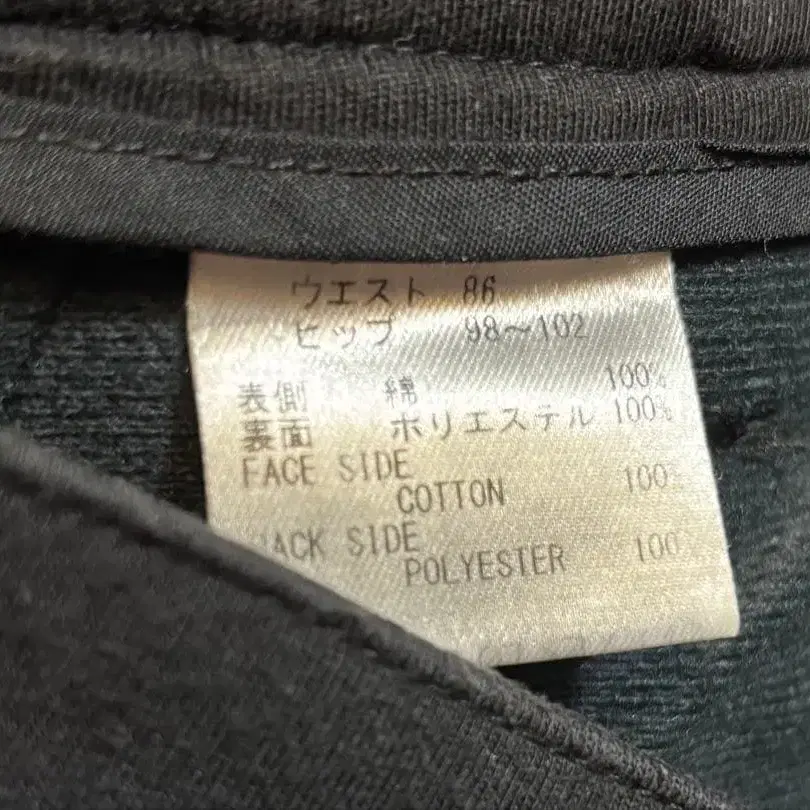 ウエスト 86
ヒップ 98～102
表側 綿 100%
裏面 ポリエステル 100%
FACE SIDE
COTTON 100%
BACK SIDE
POLYESTER 100